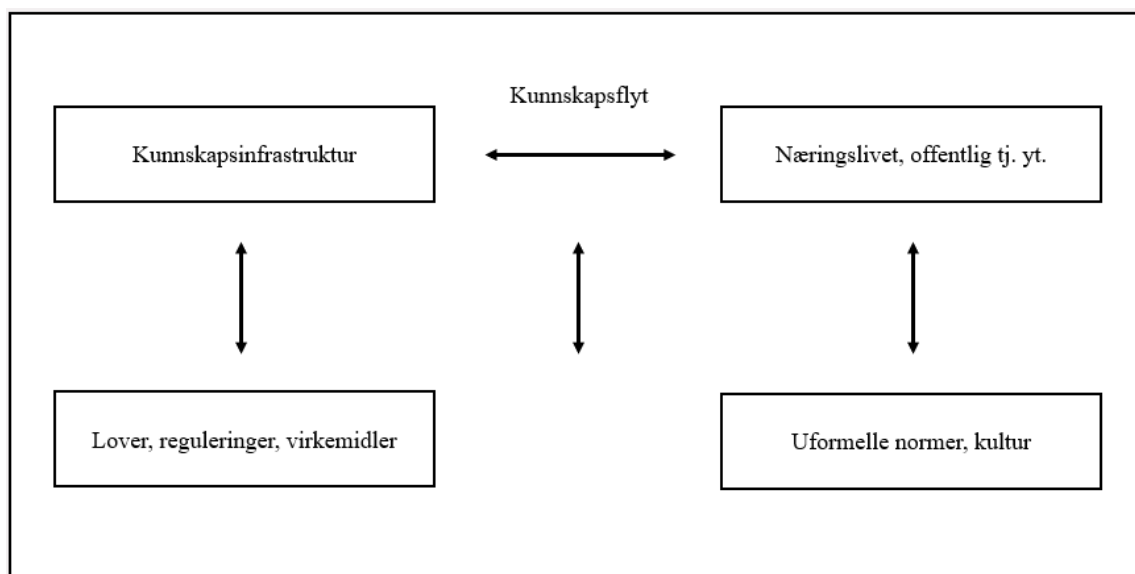 Kunnskapsflyt
Kunnskapsinfrastruktur
Næringslivet, offentlig tj. yt.
Lover, reguleringer, virkemidler
Uformelle normer, kultur